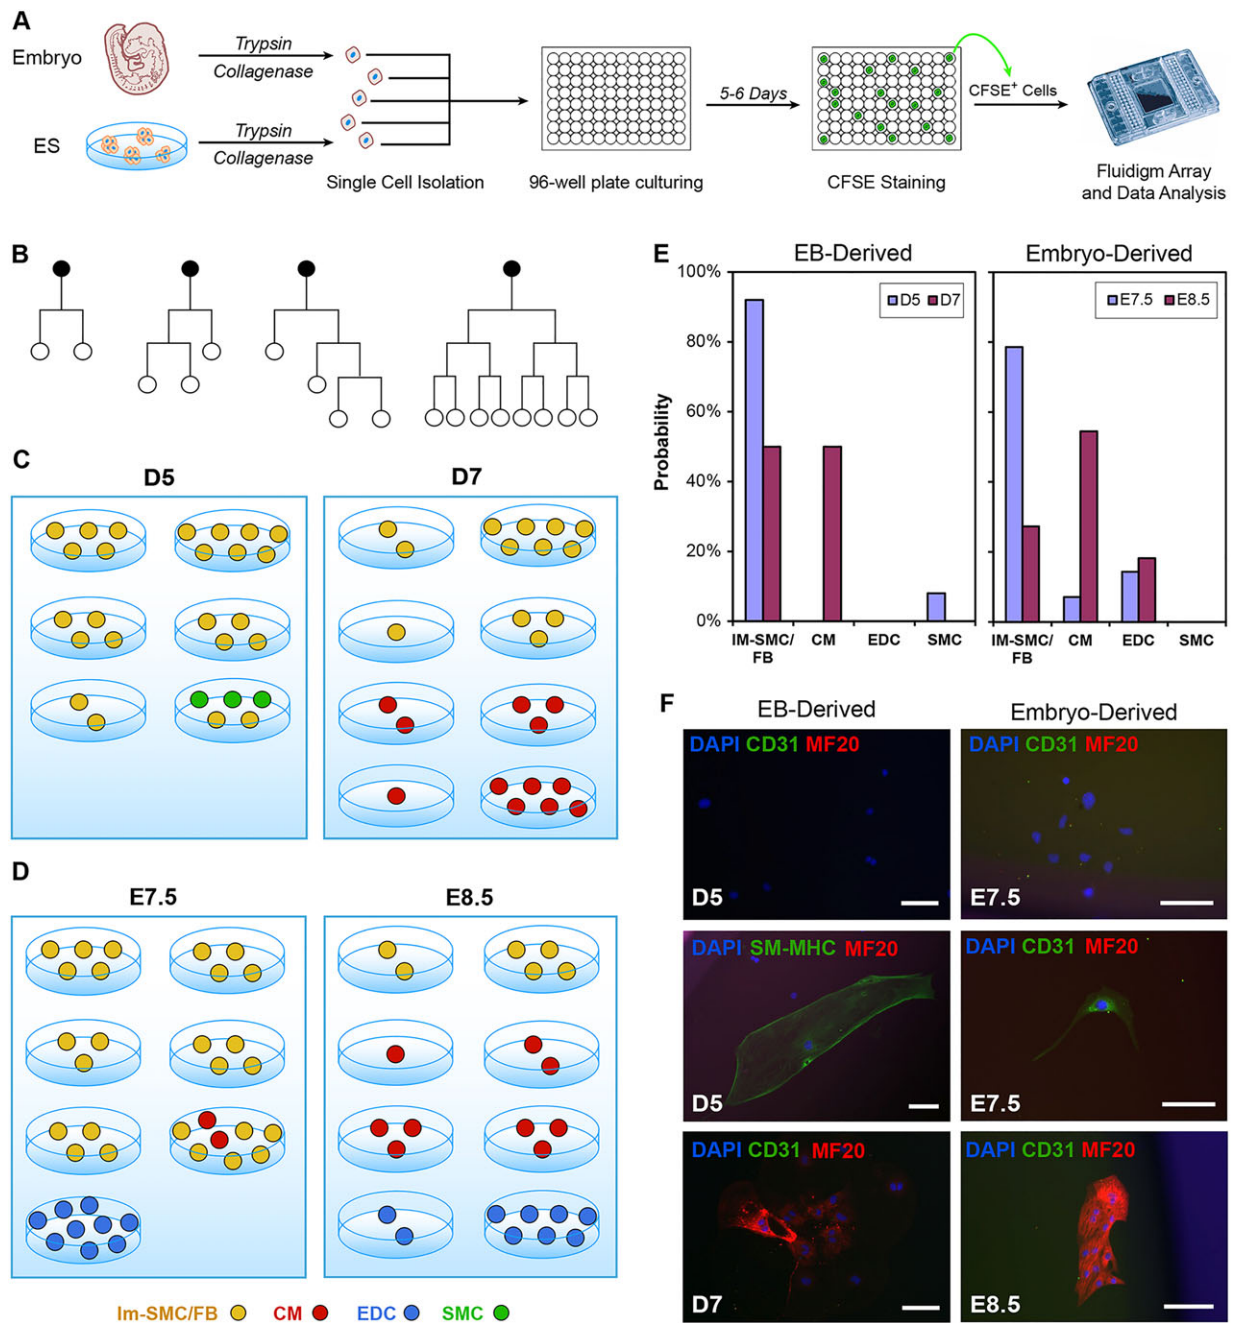 A
Embryo
Trypsin
Collagenase
ES
Trypsin
Collagenase
Single Cell Isolation
96-well plate culturing
5-6 Days
CFSE Staining
CFSE+ Cells
Fluidigm Array
and Data Analysis
B
C
D5
D7
D
E7.5
E8.5
Im-SMC/FB
CM
EDC
SMC
E
EB-Derived
Embryo-Derived
Probability
100%
80%
60%
40%
20%
0%
D5
D7
E7.5
E8.5
IM-SMC/
FB
CM
EDC
SMC
IM-SMC/
FB
CM
EDC
SMC
F
EB-Derived
Embryo-Derived
DAPI CD31 MF20
D5
DAPI CD31 MF20
E7.5
DAPI SM-MHC MF20
D5
DAPI CD31 MF20
E7.5
DAPI CD31 MF20
D7
DAPI CD31 MF20
E8.5